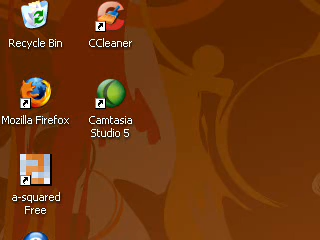 Recycle Bin
CCleaner
Mozilla Firefox
Camtasia
Studio 5
a-squared
Free